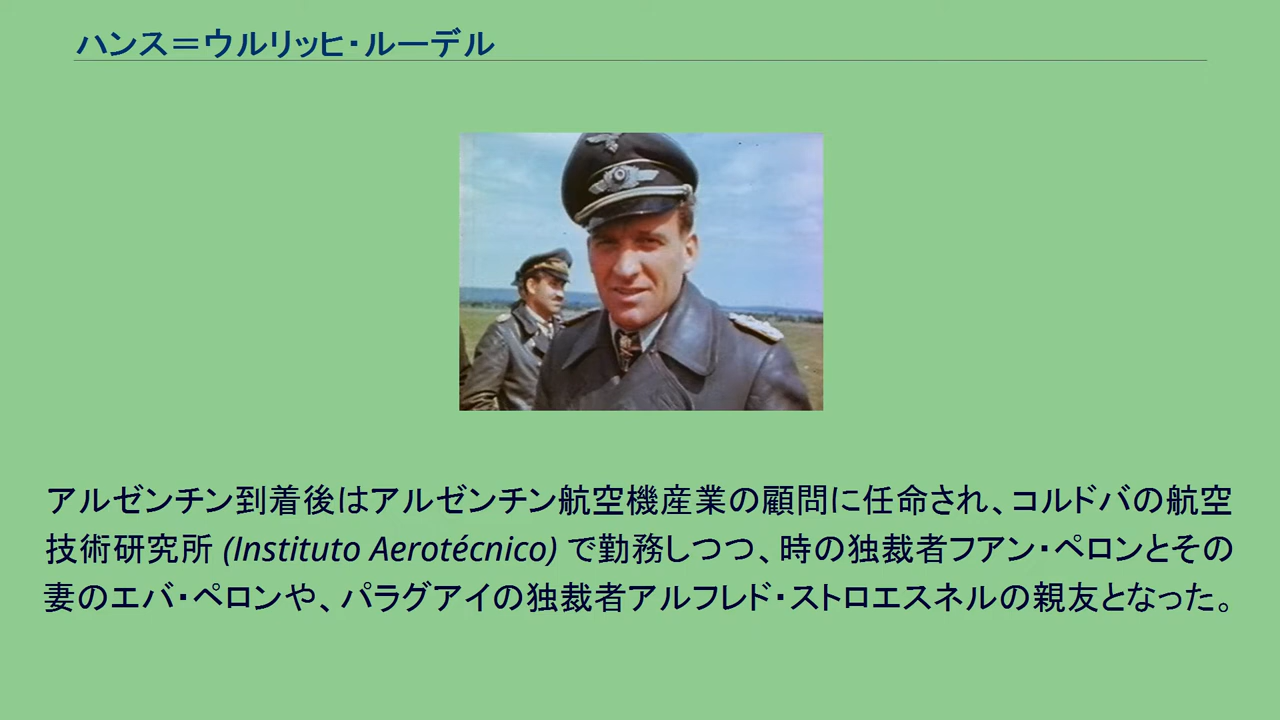 ハンス＝ウルリッヒ・ルーデル
アルゼンチン到着後はアルゼンチン航空機産業の顧問に任命され、コルドバの航空
技術研究所 (Instituto Aerotécnico) で勤務しつつ、時の独裁者フアン・ペロンとその
妻のエバ・ペロンや、パラグアイの独裁者アルフレド・ストロエスネルの親友となった。